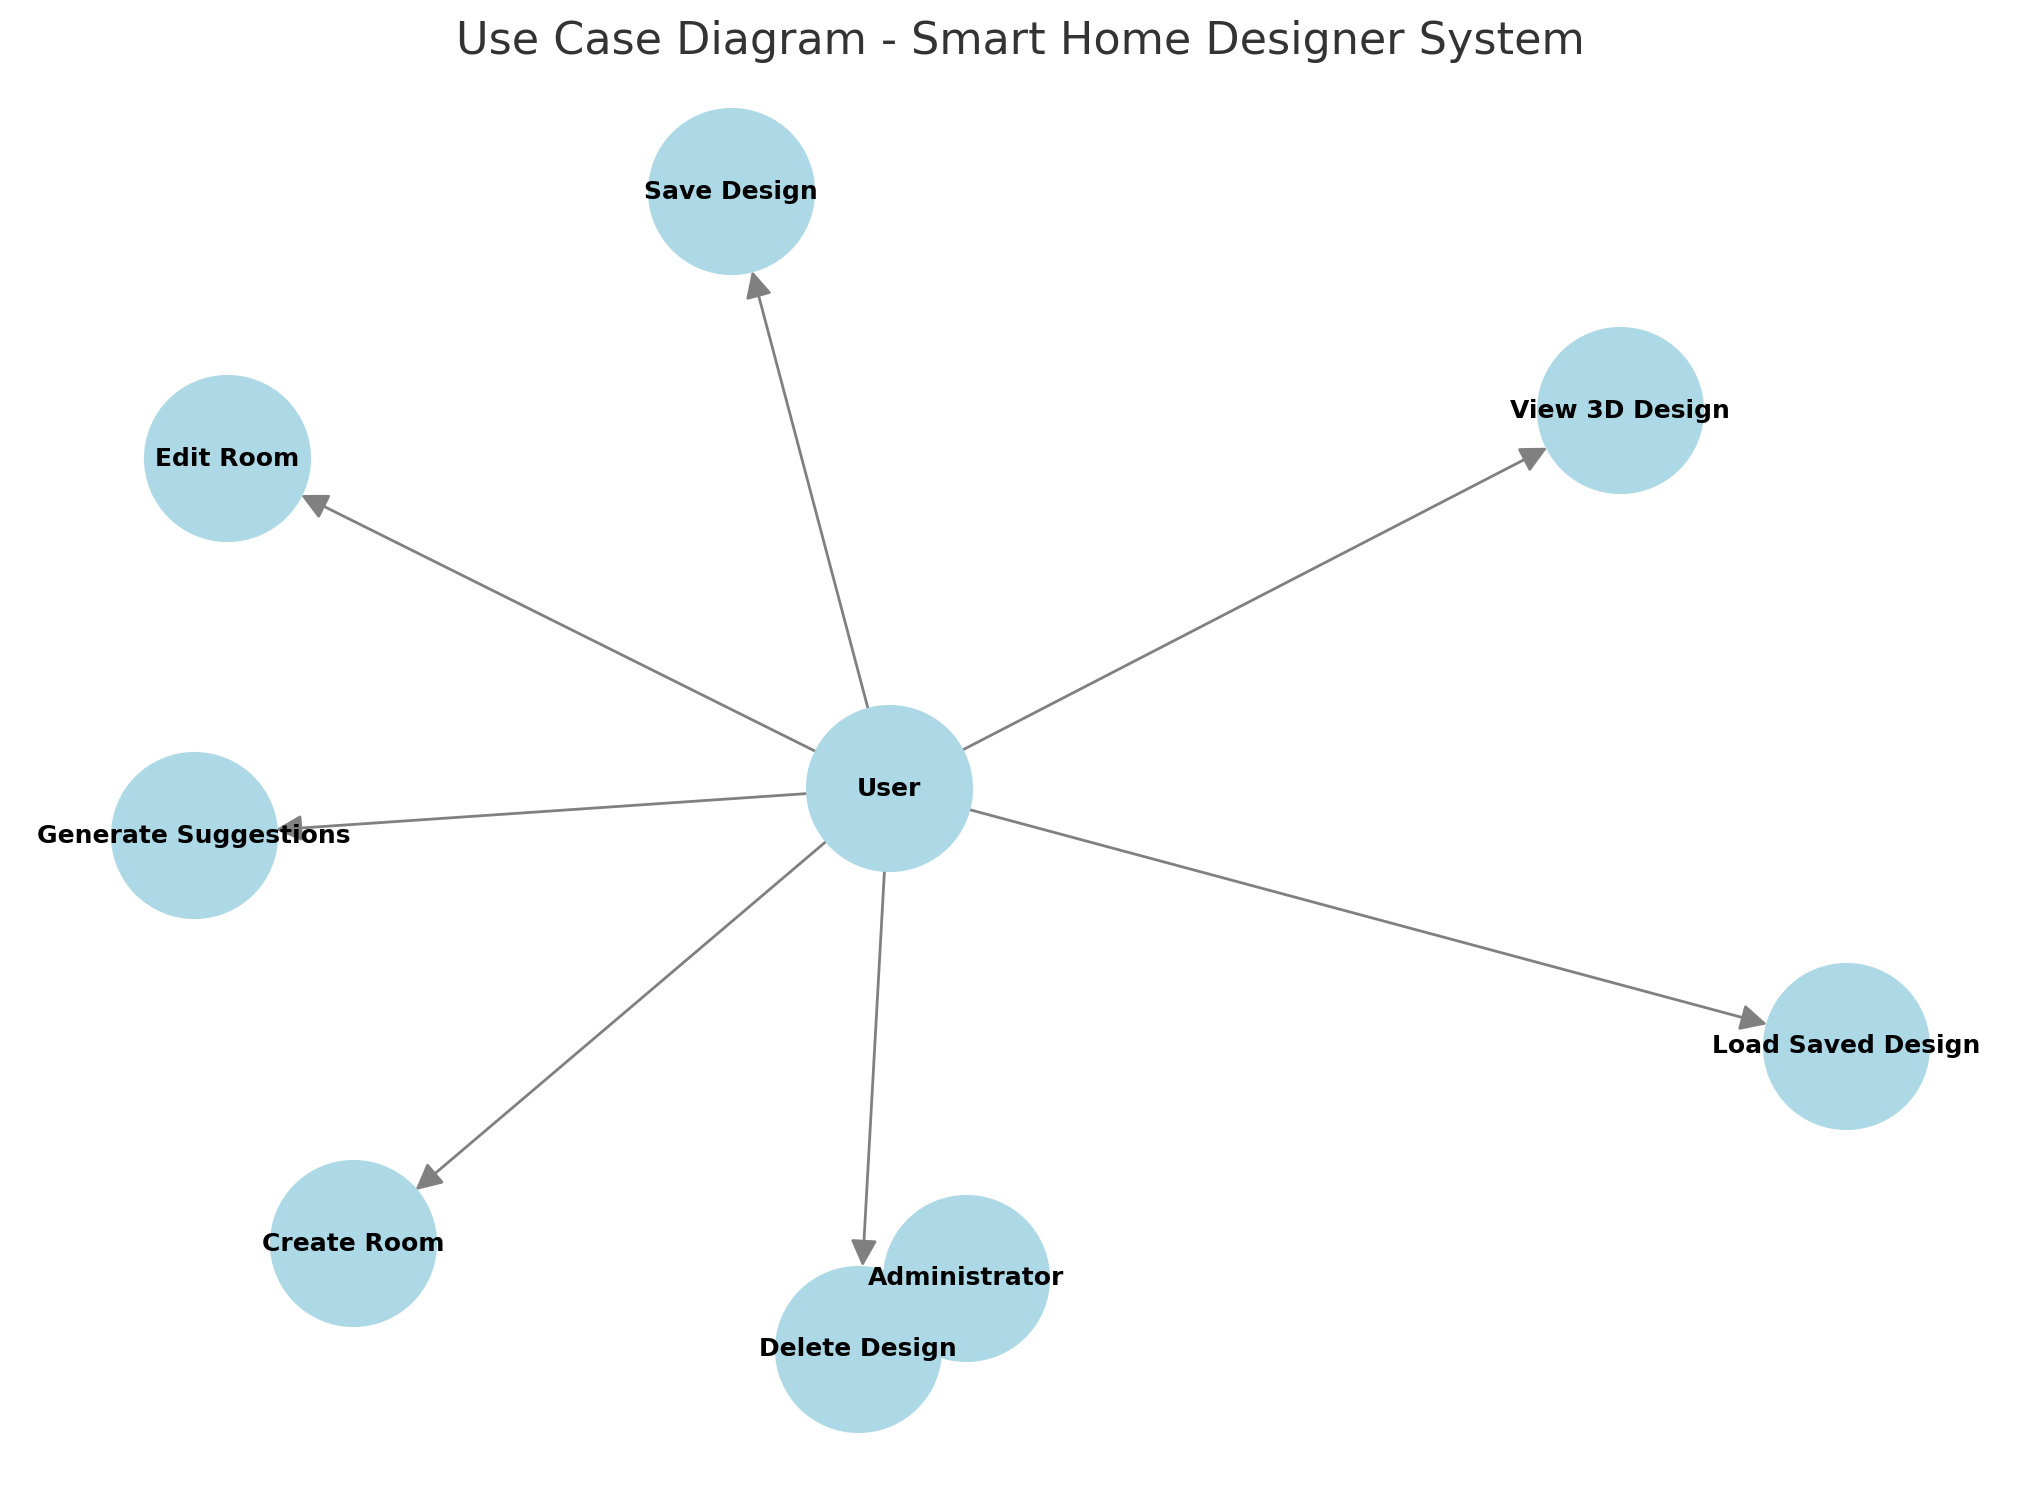 Use Case Diagram - Smart Home Designer System
Save Design
View 3D Design
Edit Room
User
Generate Suggestions
Load Saved Design
Create Room
Administrator
Delete Design